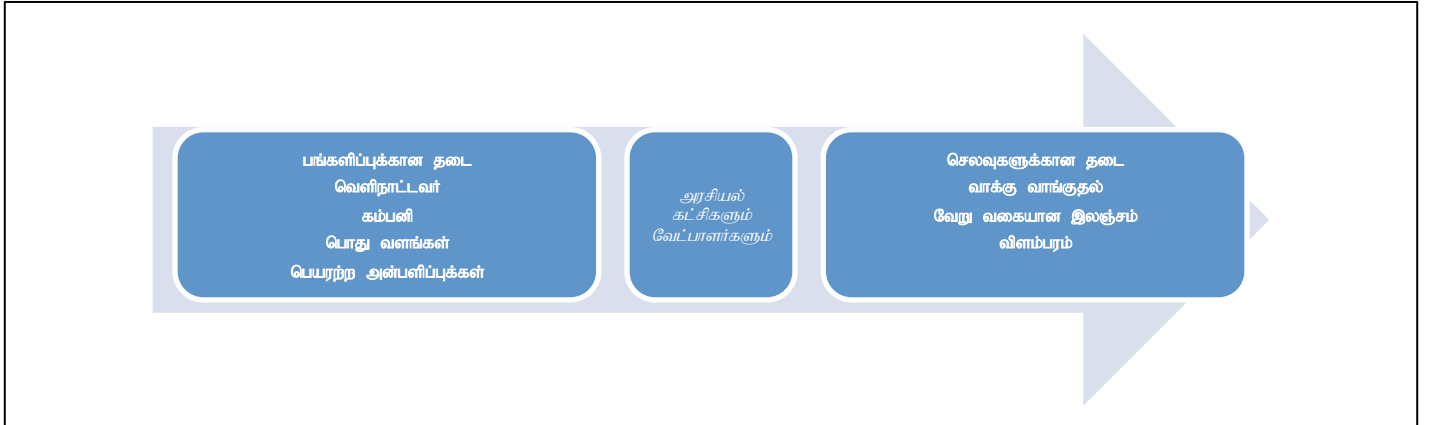 பங்களிப்புக்கான தடை
வெளிநாட்டவர்
கம்பனி
பொது வளங்கள்
பெயரற்ற அன்பளிப்புக்கள்
அரசியல்
கட்சிகளும்
வேட்பாளர்களும்
செலவுகளுக்கான தடை
வாக்கு வாங்குதல்
வேறு வகையான இலஞ்சம்
விளம்பரம்